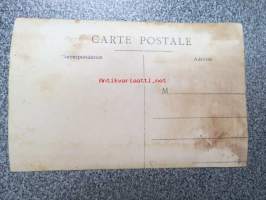 CARTE POSTALE
Correspondance
Adresse
Antikvariaatti.net
M